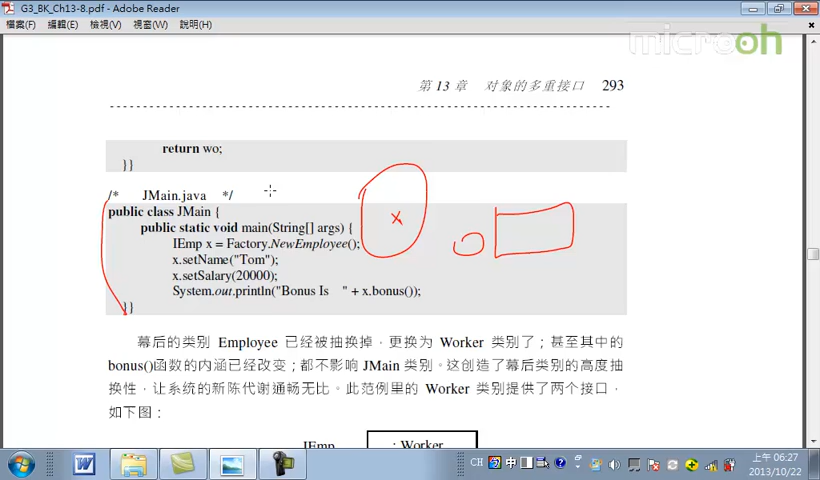 G3_BK_Ch13-8.pdf - Adobe Reader
檔案(F) 編輯(E) 檢視(V) 視窗(W) 說明(H)
microoh
第 13 章 对象的多重接口 293
return wo;
}}
/* JMain.java */
public class JMain {
public static void main(String[] args) {
IEmp x = Factory.NewEmployee();
x.setName("Tom");
x.setSalary(20000);
System.out.println("Bonus Is " + x.bonus());
}}
x
幕后的类别 Employee 已经被抽换掉，更换为 Worker 类别了；甚至其中的
bonus()函数的内涵已经改变；都不影响 JMain 类别。这创造了幕后类别的高度抽
换性，让系统的新陈代谢通畅无比。此范例里的 Worker 类别提供了两个接口，
如下图：
IEmp : Worker
CH 中
上午 06:27
2013/10/22